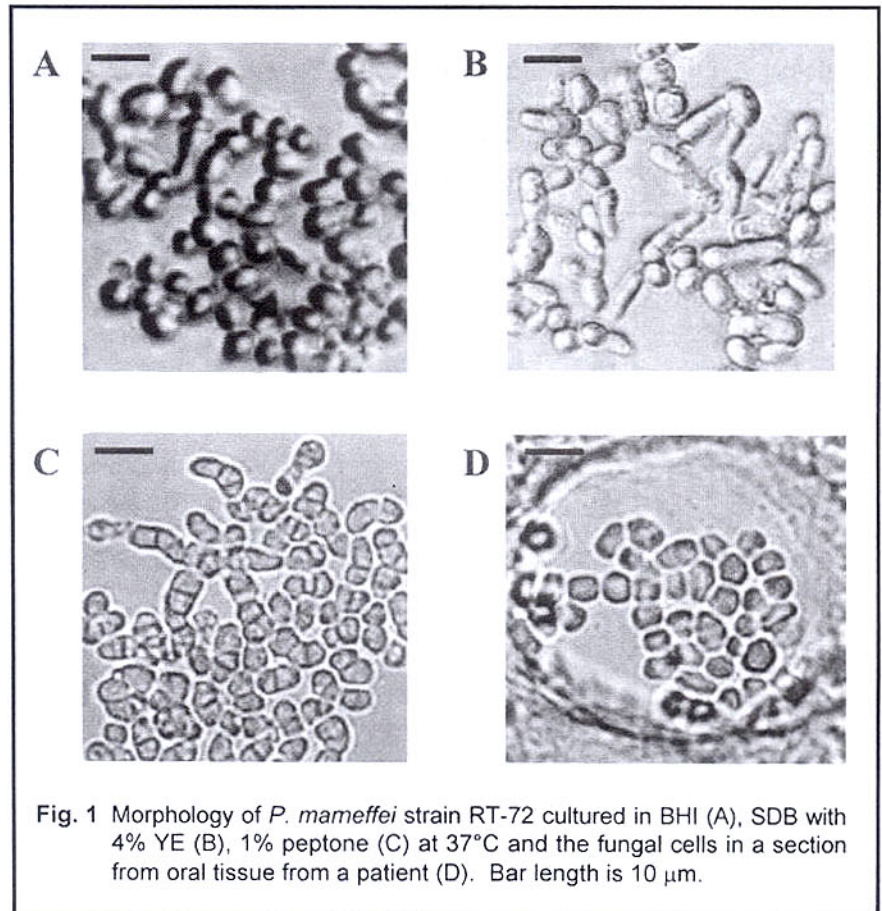 A
B
C
D
Fig. 1 Morphology of P. mameffei strain RT-72 cultured in BHI (A), SDB with
4% YE (B), 1% peptone (C) at 37°C and the fungal cells in a section
from oral tissue from a patient (D). Bar length is 10 μm.